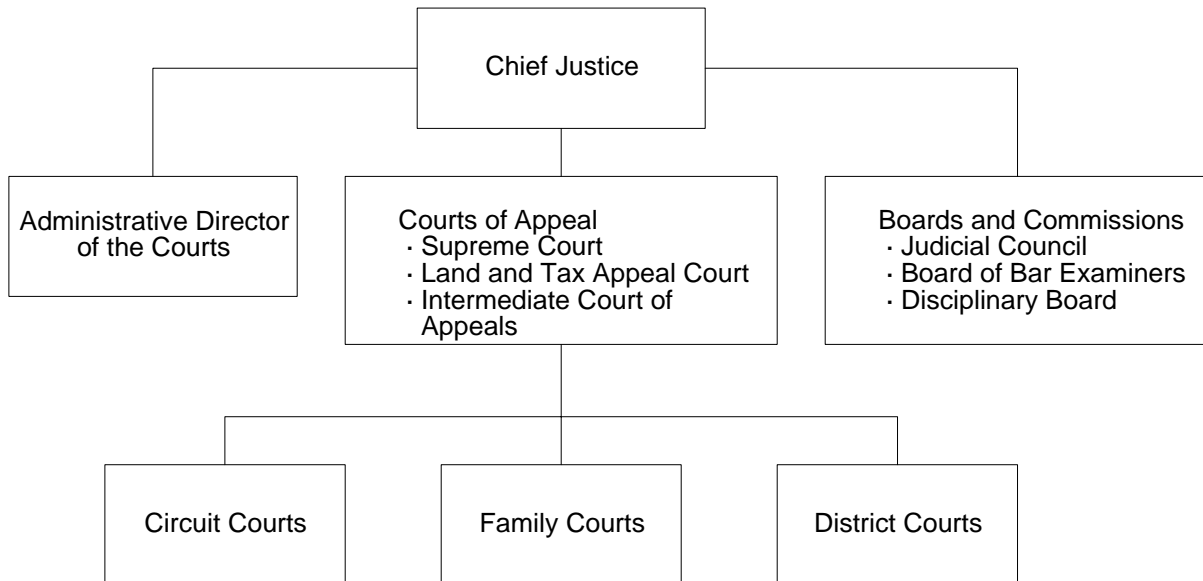 Chief Justice
Administrative Director
of the Courts
Courts of Appeal
· Supreme Court
· Land and Tax Appeal Court
· Intermediate Court of
Appeals
Boards and Commissions
· Judicial Council
· Board of Bar Examiners
· Disciplinary Board
Circuit Courts
Family Courts
District Courts